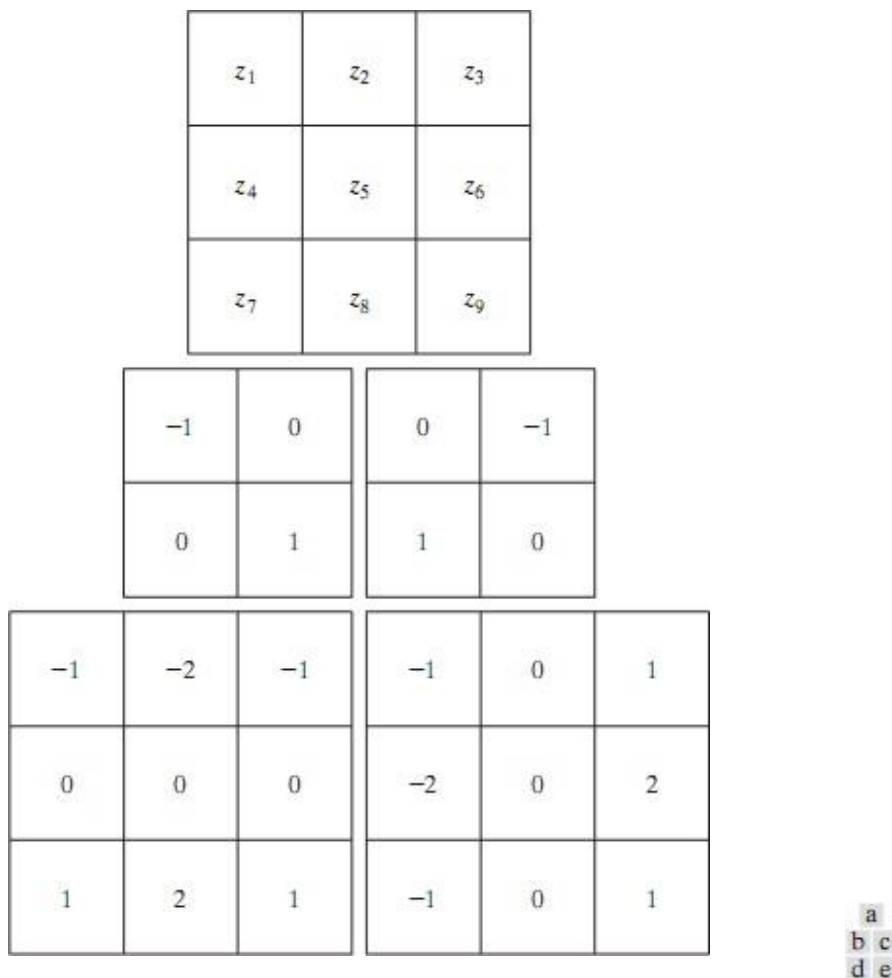 z₁ z₂ z₃
z₄ z₅ z₆
z₇ z₈ z₉
−1 0 0 −1
0 1 1 0
−1 −2 −1 −1 0 1
0 0 0 −2 0 2
1 2 1 −1 0 1
a
b c
d e